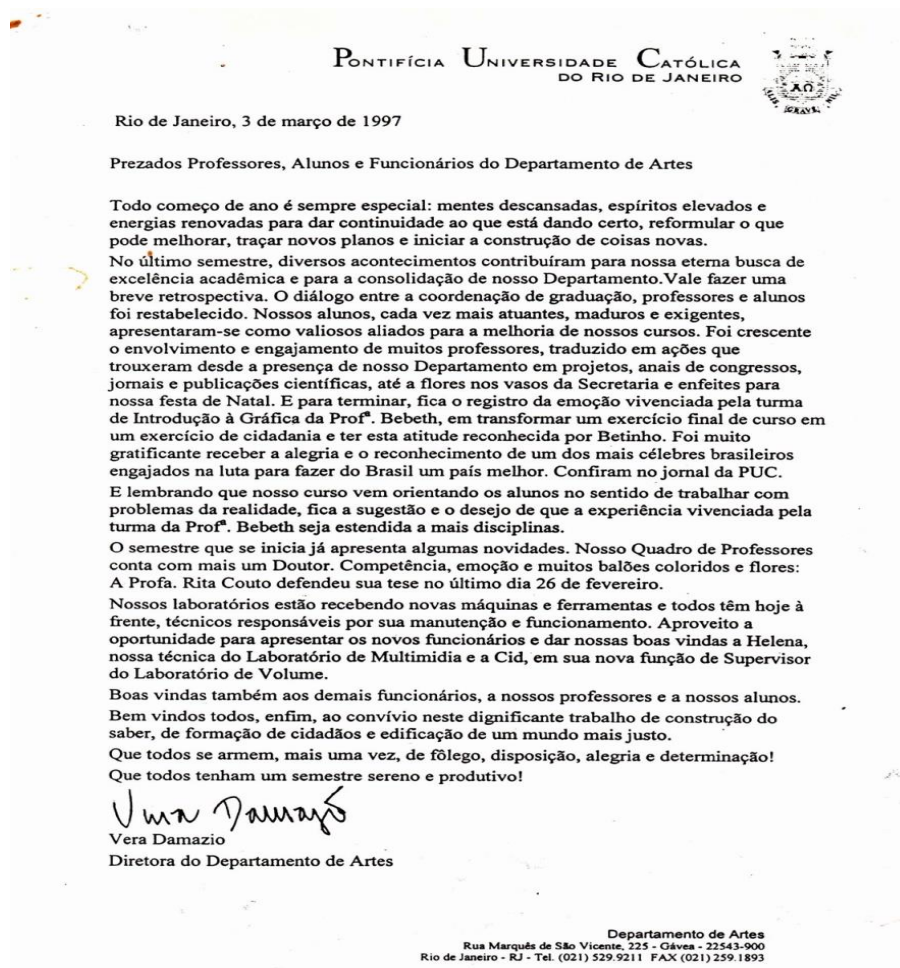 PONTIFÍCIA UNIVERSIDADE CATÓLICA
DO RIO DE JANEIRO
ΑΩ
GRAVE
Rio de Janeiro, 3 de março de 1997
Prezados Professores, Alunos e Funcionários do Departamento de Artes
Todo começo de ano é sempre especial: mentes descansadas, espíritos elevados e
energias renovadas para dar continuidade ao que está dando certo, reformular o que
pode melhorar, traçar novos planos e iniciar a construção de coisas novas.
No último semestre, diversos acontecimentos contribuíram para nossa eterna busca de
excelência acadêmica e para a consolidação de nosso Departamento.Vale fazer uma
breve retrospectiva. O diálogo entre a coordenação de graduação, professores e alunos
foi restabelecido. Nossos alunos, cada vez mais atuantes, maduros e exigentes,
apresentaram-se como valiosos aliados para a melhoria de nossos cursos. Foi crescente
o envolvimento e engajamento de muitos professores, traduzido em ações que
trouxeram desde a presença de nosso Departamento em projetos, anais de congressos,
jornais e publicações científicas, até a flores nos vasos da Secretaria e enfeites para
nossa festa de Natal. E para terminar, fica o registro da emoção vivenciada pela turma
de Introdução à Gráfica da Profª. Bebeth, em transformar um exercício final de curso em
um exercício de cidadania e ter esta atitude reconhecida por Betinho. Foi muito
gratificante receber a alegria e o reconhecimento de um dos mais célebres brasileiros
engajados na luta para fazer do Brasil um país melhor. Confiram no jornal da PUC.
E lembrando que nosso curso vem orientando os alunos no sentido de trabalhar com
problemas da realidade, fica a sugestão e o desejo de que a experiência vivenciada pela
turma da Profª. Bebeth seja estendida a mais disciplinas.
O semestre que se inicia já apresenta algumas novidades. Nosso Quadro de Professores
conta com mais um Doutor. Competência, emoção e muitos balões coloridos e flores:
A Profa. Rita Couto defendeu sua tese no último dia 26 de fevereiro.
Nossos laboratórios estão recebendo novas máquinas e ferramentas e todos têm hoje à
frente, técnicos responsáveis por sua manutenção e funcionamento. Aproveito a
oportunidade para apresentar os novos funcionários e dar nossas boas vindas a Helena,
nossa técnica do Laboratório de Multimidia e a Cid, em sua nova função de Supervisor
do Laboratório de Volume.
Boas vindas também aos demais funcionários, a nossos professores e a nossos alunos.
Bem vindos todos, enfim, ao convívio neste dignificante trabalho de construção do
saber, de formação de cidadãos e edificação de um mundo mais justo.
Que todos se armem, mais uma vez, de fôlego, disposição, alegria e determinação!
Que todos tenham um semestre sereno e produtivo!
Vera Damazio
Vera Damazio
Diretora do Departamento de Artes
Departamento de Artes
Rua Marquês de São Vicente, 225 - Gávea - 22543-900
Rio de Janeiro - RJ - Tel. (021) 529.9211 FAX (021) 259.1893